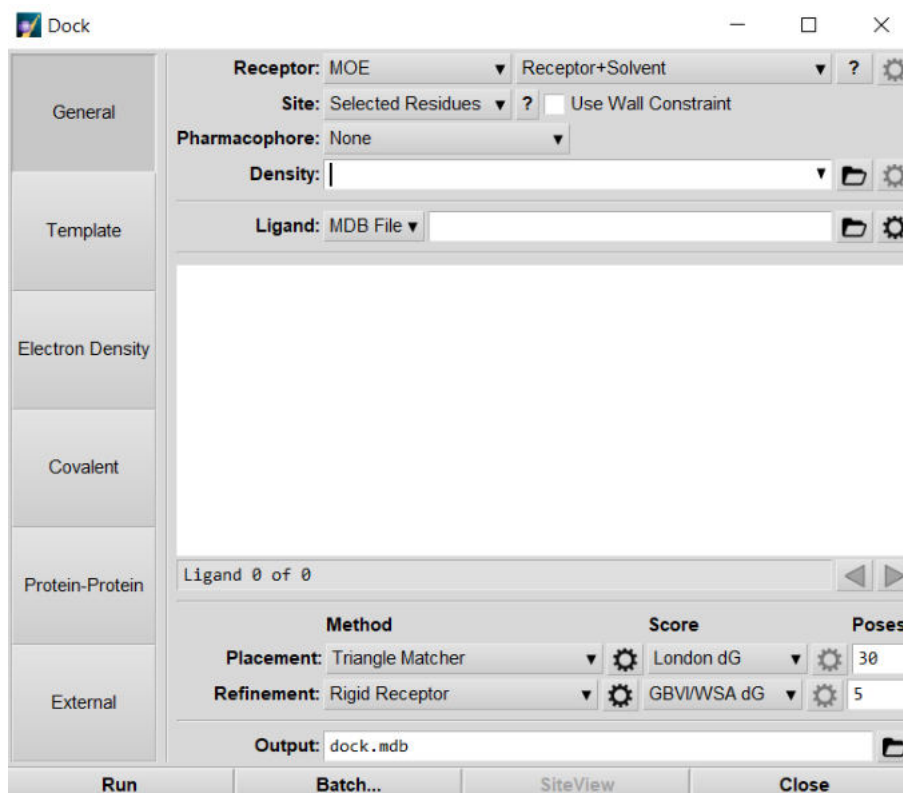 Dock
General
Template
Electron Density
Covalent
Protein-Protein
External
Receptor: MOE Receptor+Solvent ?
Site: Selected Residues ? Use Wall Constraint
Pharmacophore: None
Density:
Ligand: MDB File
Ligand 0 of 0
Method Score Poses
Placement: Triangle Matcher London dG 30
Refinement: Rigid Receptor GBVI/WSA dG 5
Output: dock.mdb
Run Batch... SiteView Close